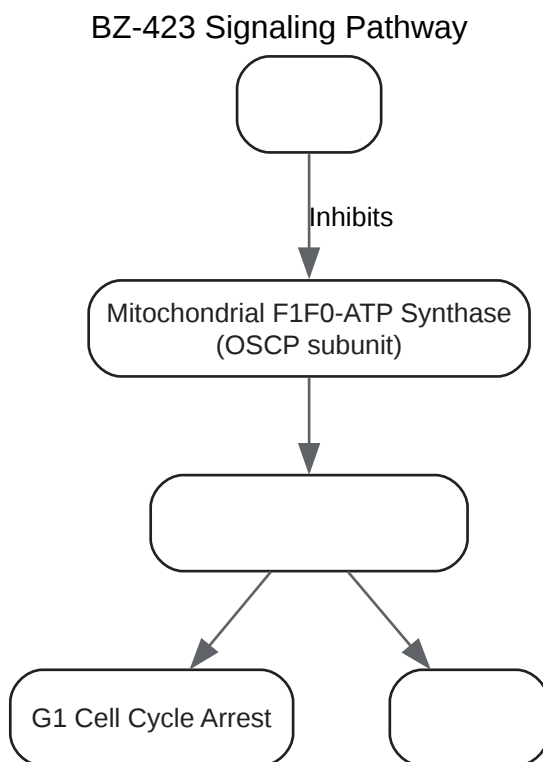 BZ-423 Signaling Pathway
Inhibits
Mitochondrial F1F0-ATP Synthase
(OSCP subunit)
G1 Cell Cycle Arrest